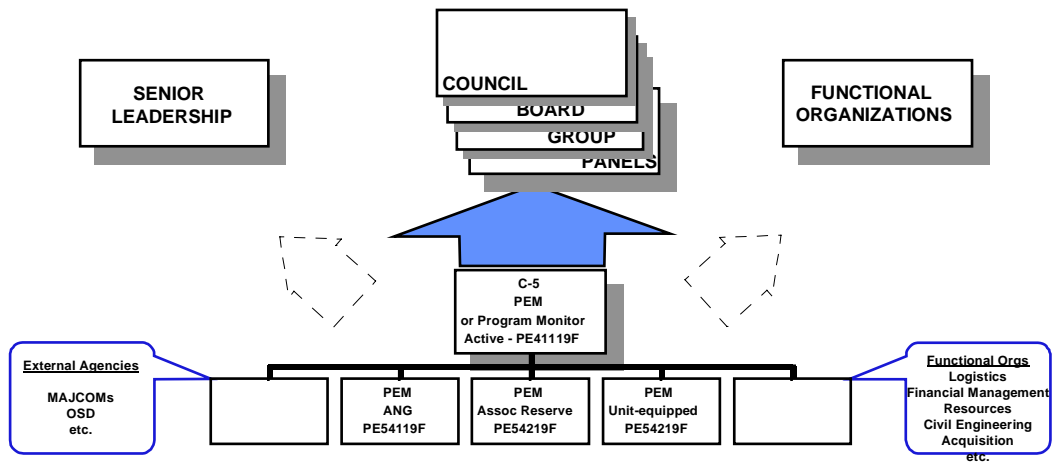 COUNCIL
BOARD
GROUP
PANELS
SENIOR
LEADERSHIP
FUNCTIONAL
ORGANIZATIONS
C-5
PEM
or Program Monitor
Active - PE41119F
External Agencies
MAJCOMs
OSD
etc.
PEM
ANG
PE54119F
PEM
Assoc Reserve
PE54219F
PEM
Unit-equipped
PE54219F
Functional Orgs
Logistics
Financial Management
Resources
Civil Engineering
Acquisition
etc.